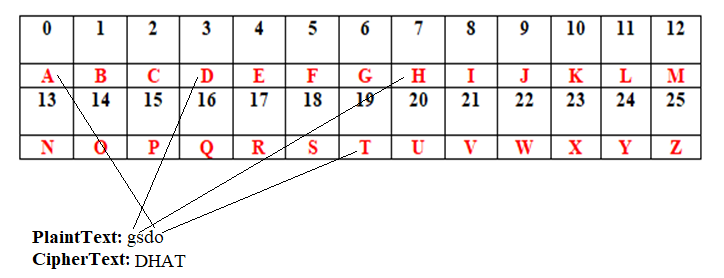 0 1 2 3 4 5 6 7 8 9 10 11 12
A B C D E F G H I J K L M
13 14 15 16 17 18 19 20 21 22 23 24 25
N O P Q R S T U V W X Y Z
PlaintText: gsdo
CipherText: DHAT